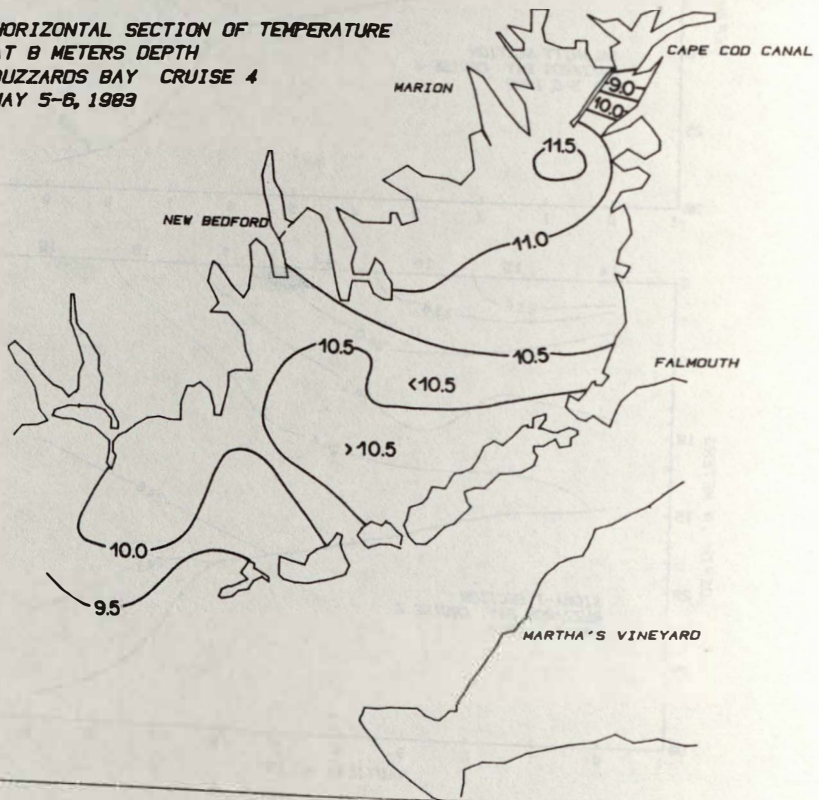 HORIZONTAL SECTION OF TEMPERATURE
AT 8 METERS DEPTH
BUZZARDS BAY CRUISE 4
MAY 5-6, 1983
CAPE COD CANAL
MARION
9.0
10.0
11.5
NEW BEDFORD
11.0
10.5
10.5
<10.5
FALMOUTH
>10.5
10.0
9.5
MARTHA'S VINEYARD